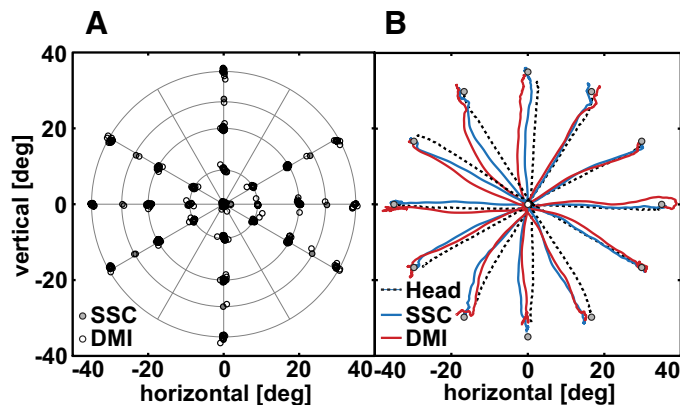 A
B
40
20
0
-20
-40
vertical [deg]
SSC
DMI
-40 -20 0 20 40
horizontal [deg]
Head
SSC
DMI
-40 -20 0 20 40
horizontal [deg]